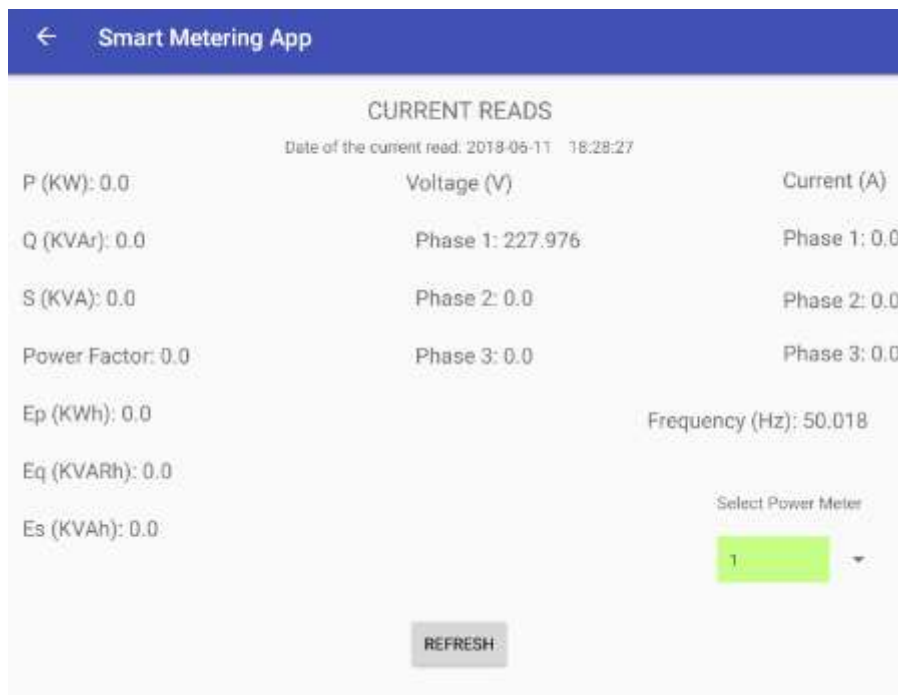 Smart Metering App
CURRENT READS
Date of the current read: 2018-06-11 18:28:27
P (KW): 0.0
Voltage (V)
Current (A)
Q (KVAr): 0.0
Phase 1: 227.976
Phase 1: 0.0
S (KVA): 0.0
Phase 2: 0.0
Phase 2: 0.0
Power Factor: 0.0
Phase 3: 0.0
Phase 3: 0.0
Ep (KWh): 0.0
Frequency (Hz): 50.018
Eq (KVARh): 0.0
Select Power Meter
Es (KVAh): 0.0
1
REFRESH